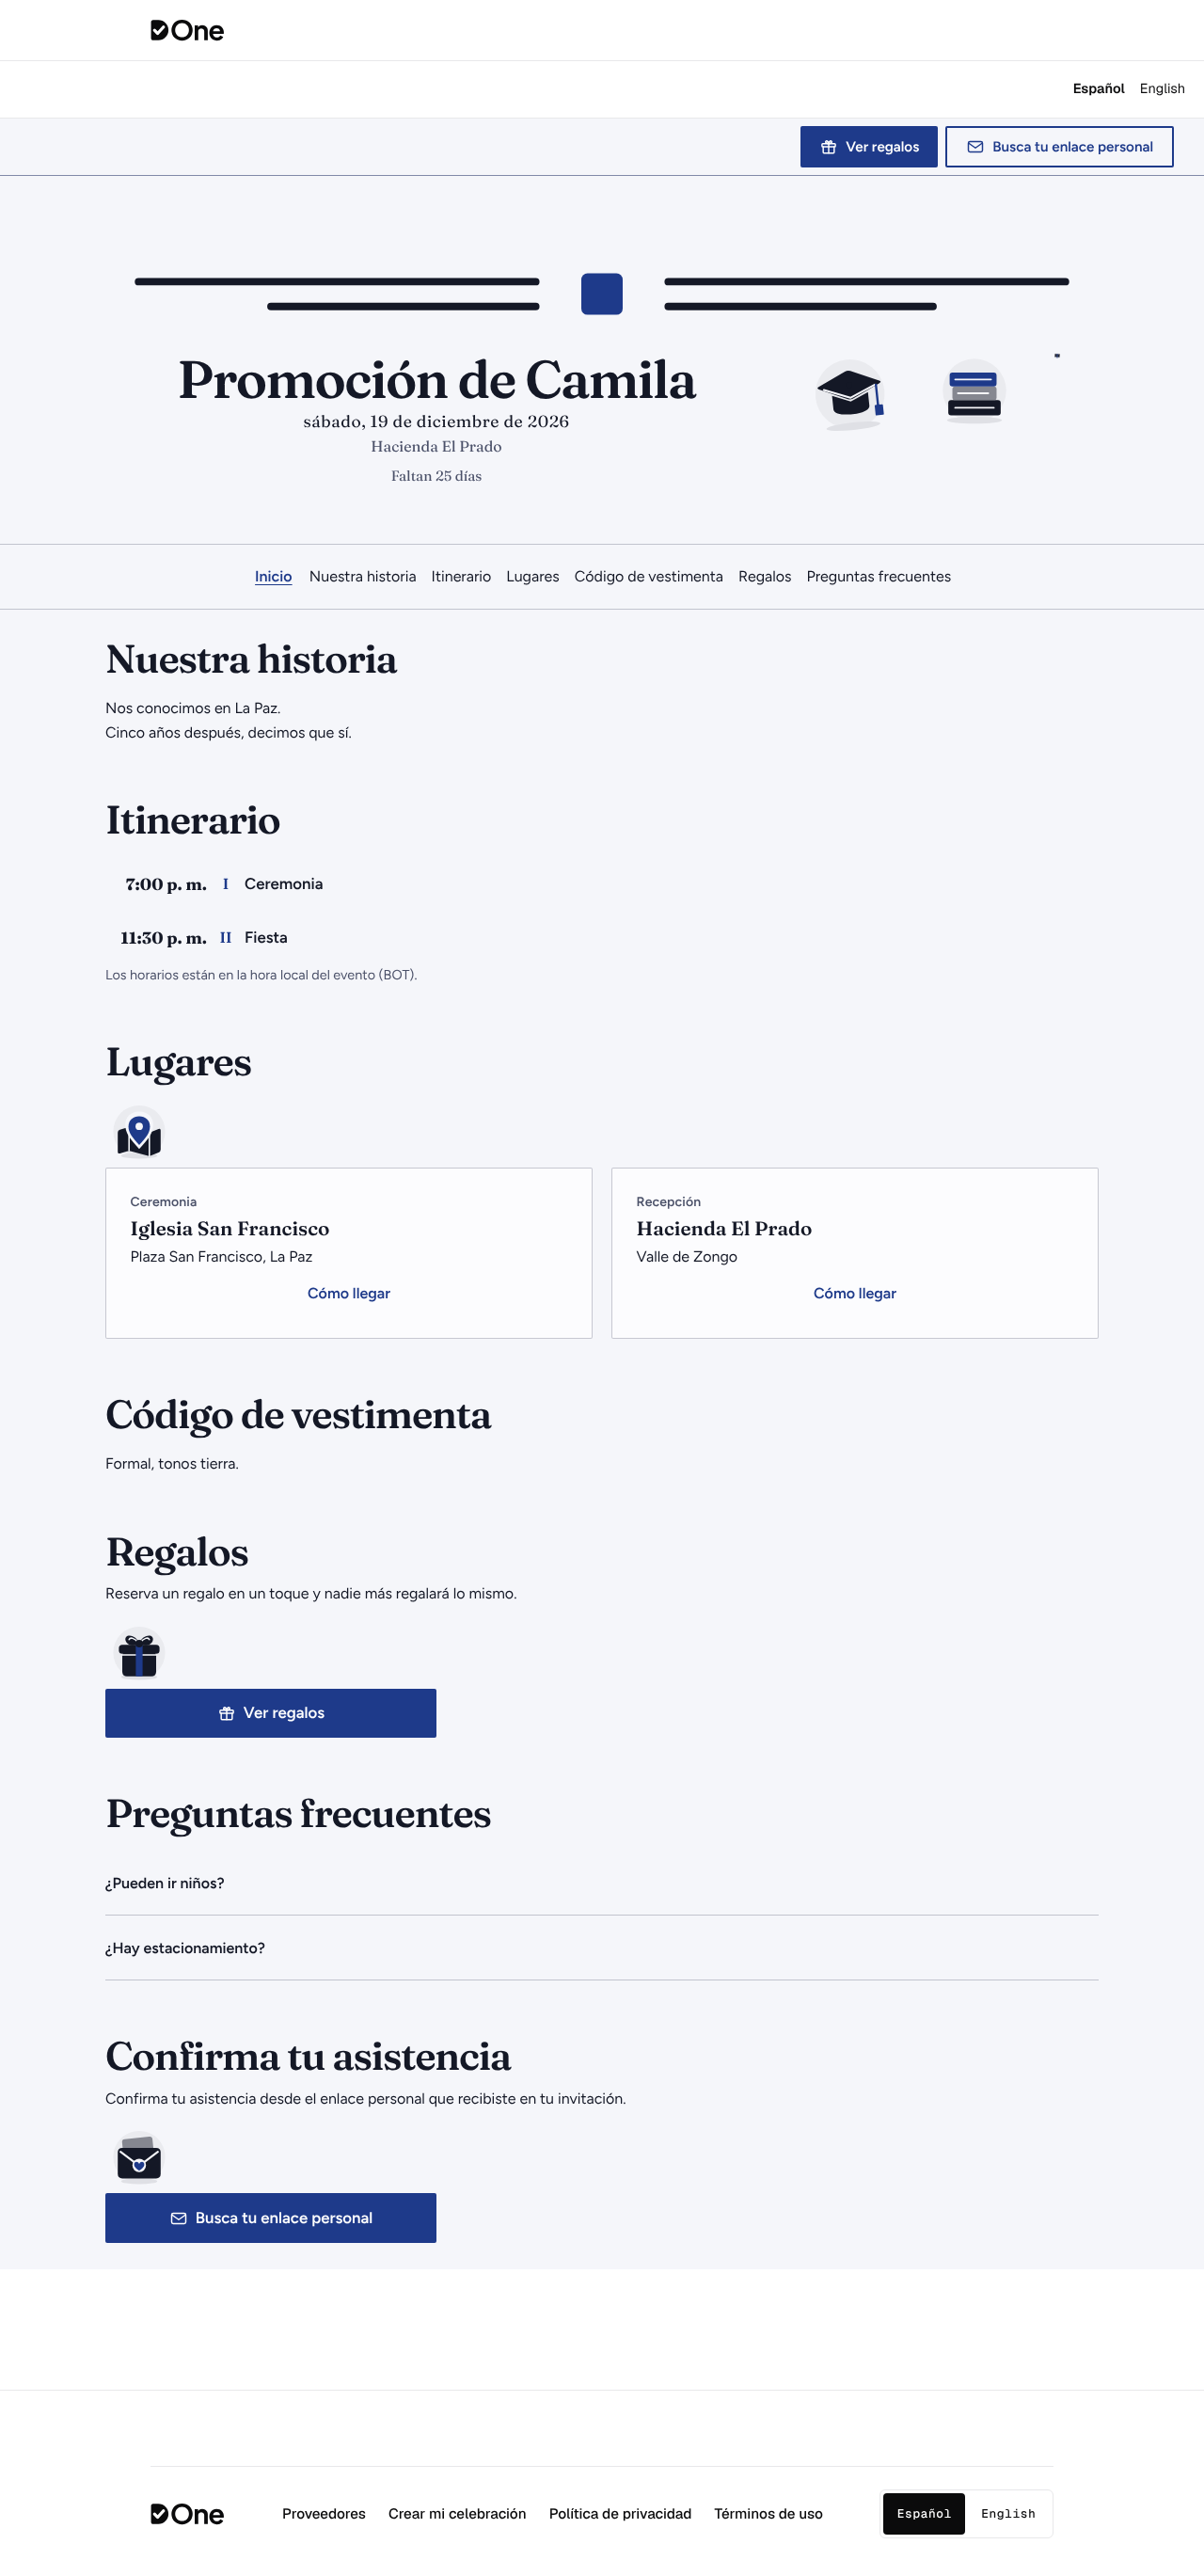 One
Español English
Ver regalos Busca tu enlace personal
Promoción de Camila
sábado, 19 de diciembre de 2026
Hacienda El Prado
Faltan 25 días
Inicio Nuestra historia Itinerario Lugares Código de vestimenta Regalos Preguntas frecuentes
Nuestra historia
Nos conocimos en La Paz.
Cinco años después, decimos que sí.
Itinerario
7:00 p. m. I Ceremonia
11:30 p. m. II Fiesta
Los horarios están en la hora local del evento (BOT).
Lugares
Ceremonia
Iglesia San Francisco
Plaza San Francisco, La Paz
Cómo llegar
Recepción
Hacienda El Prado
Valle de Zongo
Cómo llegar
Código de vestimenta
Formal, tonos tierra.
Regalos
Reserva un regalo en un toque y nadie más regalará lo mismo.
Ver regalos
Preguntas frecuentes
¿Pueden ir niños?
¿Hay estacionamiento?
Confirma tu asistencia
Confirma tu asistencia desde el enlace personal que recibiste en tu invitación.
Busca tu enlace personal
One Proveedores Crear mi celebración Política de privacidad Términos de uso Español English